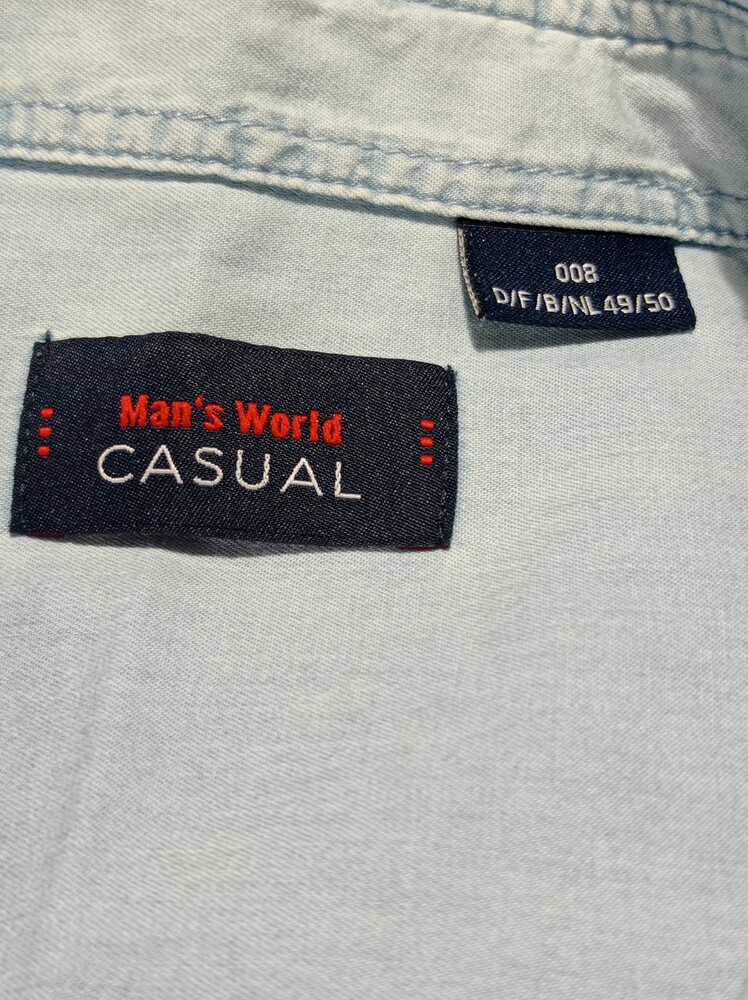 008
D/F/B/NL 49/50
Man's World
CASUAL